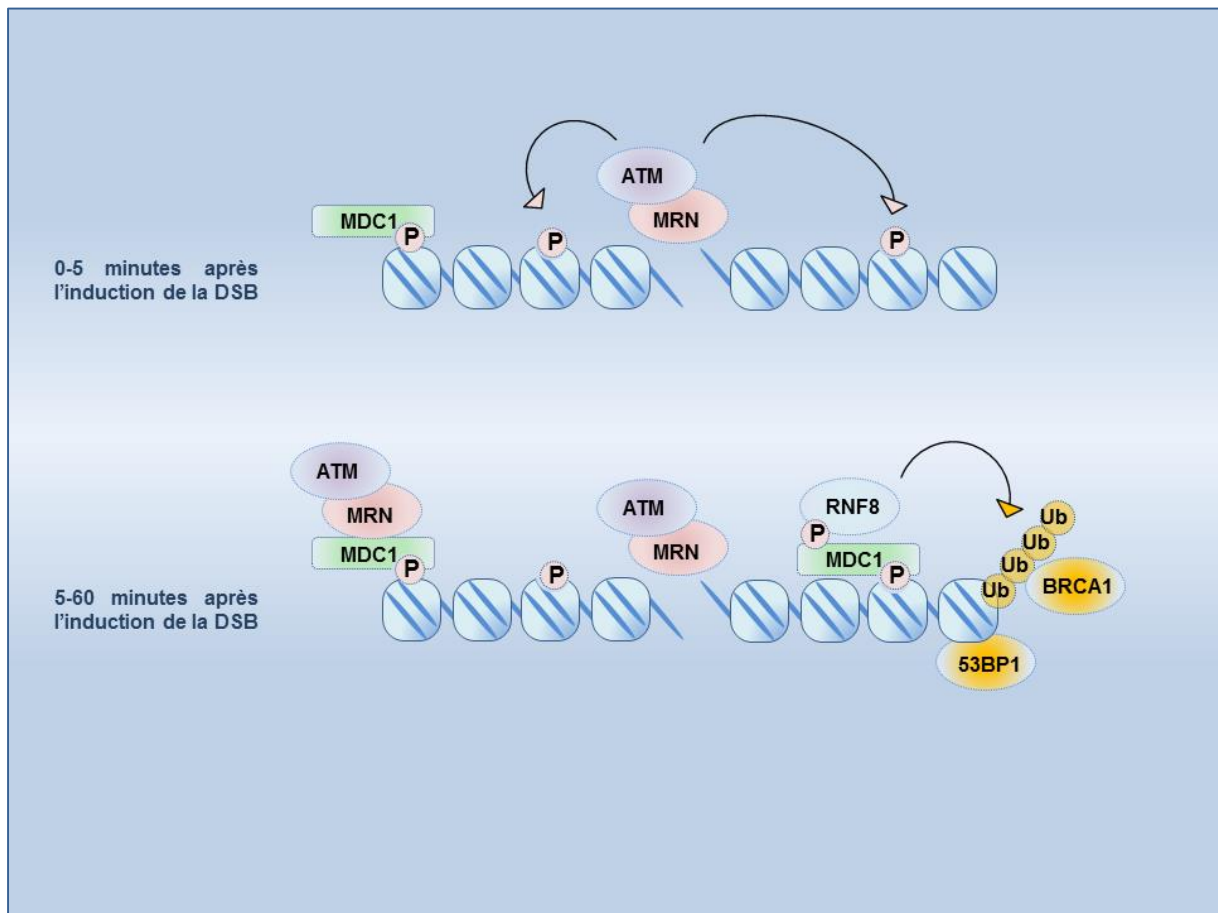 ATM
MRN
MDC1
P
P
P
0-5 minutes après
l'induction de la DSB
ATM
MRN
MDC1
P
P
ATM
MRN
RNF8
P
MDC1
P
Ub
Ub
Ub
Ub
BRCA1
53BP1
5-60 minutes après
l'induction de la DSB